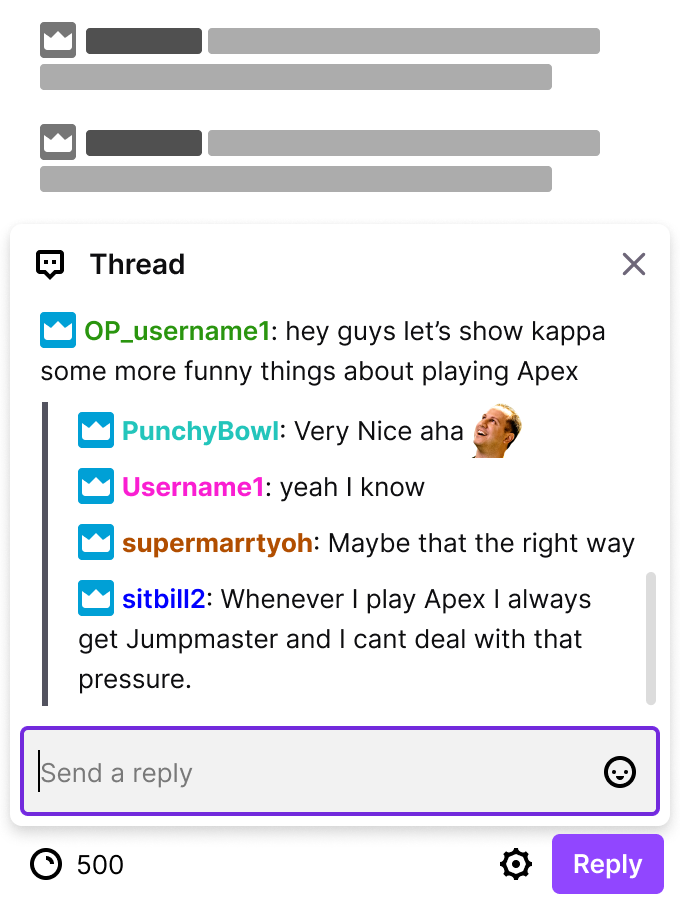 Thread
OP_username1: hey guys let’s show kappa
some more funny things about playing Apex
PunchyBowl: Very Nice aha
Username1: yeah I know
supermarrtyoh: Maybe that the right way
sitbill2: Whenever I play Apex I always
get Jumpmaster and I cant deal with that
pressure.
Send a reply
500
Reply